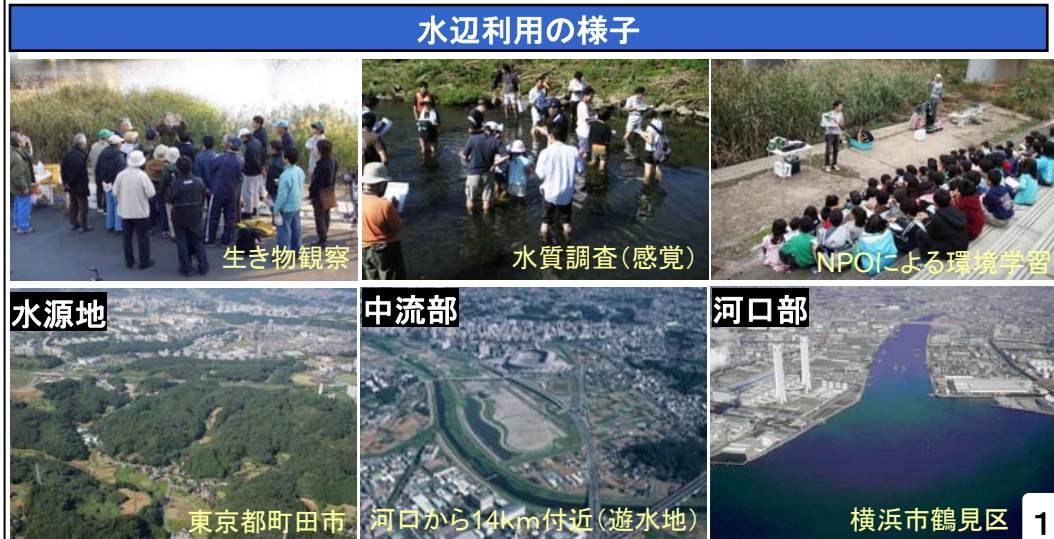 水辺利用の様子
生き物観察
水質調査(感覚)
NPOによる環境学習
水源地
中流部
河口部
東京都町田市
河口から14km付近(遊水地)
横浜市鶴見区
1